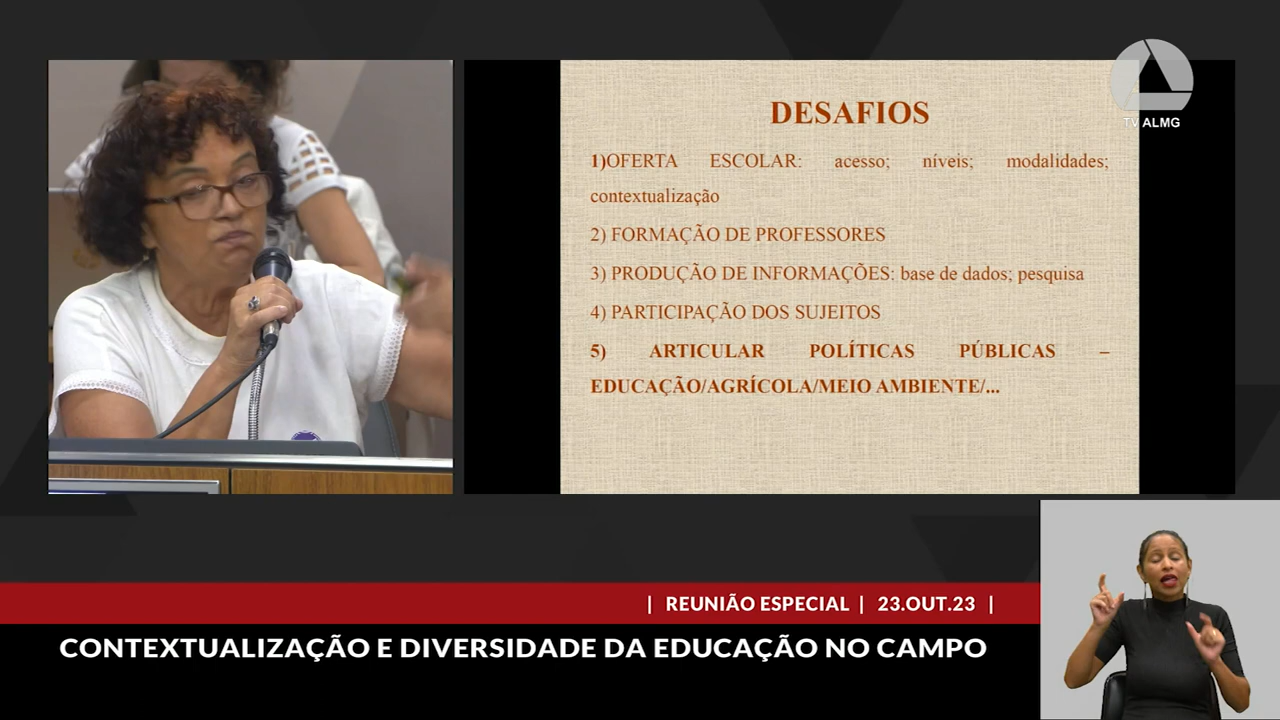 TV ALMG
DESAFIOS
1)OFERTA ESCOLAR: acesso; níveis; modalidades;
contextualização
2) FORMAÇÃO DE PROFESSORES
3) PRODUÇÃO DE INFORMAÇÕES: base de dados; pesquisa
4) PARTICIPAÇÃO DOS SUJEITOS
5) ARTICULAR POLÍTICAS PÚBLICAS –
EDUCAÇÃO/AGRÍCOLA/MEIO AMBIENTE/...
| REUNIÃO ESPECIAL | 23.OUT.23 |
CONTEXTUALIZAÇÃO E DIVERSIDADE DA EDUCAÇÃO NO CAMPO